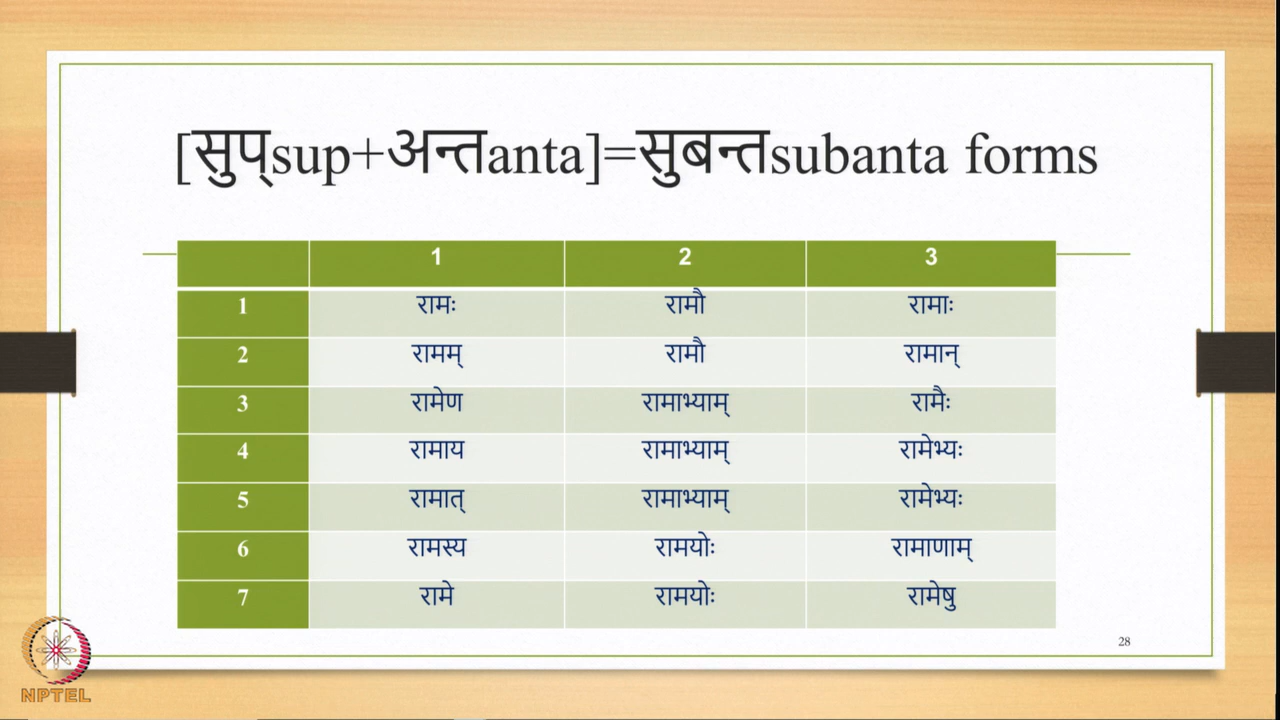 [सुप्sup+अन्तanta]=सुबन्तsubanta forms
1 2 3
1 रामः रामौ रामाः
2 रामम् रामौ रामान्
3 रामेण रामाभ्याम् रामैः
4 रामाय रामाभ्याम् रामेभ्यः
5 रामात् रामाभ्याम् रामेभ्यः
6 रामस्य रामयोः रामाणाम्
7 रामे रामयोः रामेषु
28
NPTEL